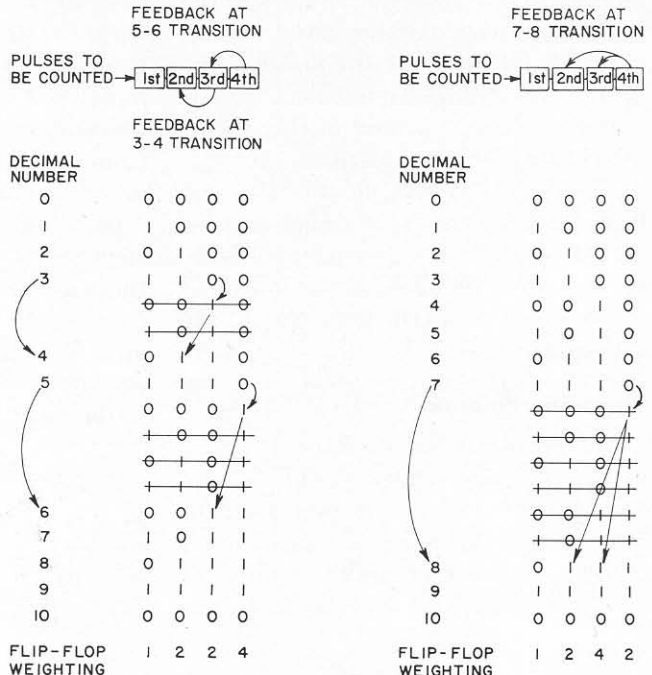 FEEDBACK AT
5-6 TRANSITION
PULSES TO
BE COUNTED
1st 2nd 3rd 4th
FEEDBACK AT
3-4 TRANSITION
DECIMAL
NUMBER
0 0 0 0 0
1 1 0 0 0
2 0 1 0 0
3 1 1 0 0
0 0 1 0
1 0 1 0
4 0 1 1 0
5 1 1 1 0
0 0 0 1
1 0 0 1
0 1 0 1
1 1 0 1
6 0 0 1 1
7 1 0 1 1
8 0 1 1 1
9 1 1 1 1
10 0 0 0 0
FLIP-FLOP
WEIGHTING
1 2 2 4
FEEDBACK AT
7-8 TRANSITION
PULSES TO
BE COUNTED
1st 2nd 3rd 4th
DECIMAL
NUMBER
0 0 0 0 0
1 1 0 0 0
2 0 1 0 0
3 1 1 0 0
4 0 0 1 0
5 1 0 1 0
6 0 1 1 0
7 1 1 1 0
0 0 0 1
1 0 0 1
0 1 0 1
1 1 0 1
0 0 1 1
1 0 1 1
8 0 1 1 1
9 1 1 1 1
10 0 0 0 0
FLIP-FLOP
WEIGHTING
1 2 4 2